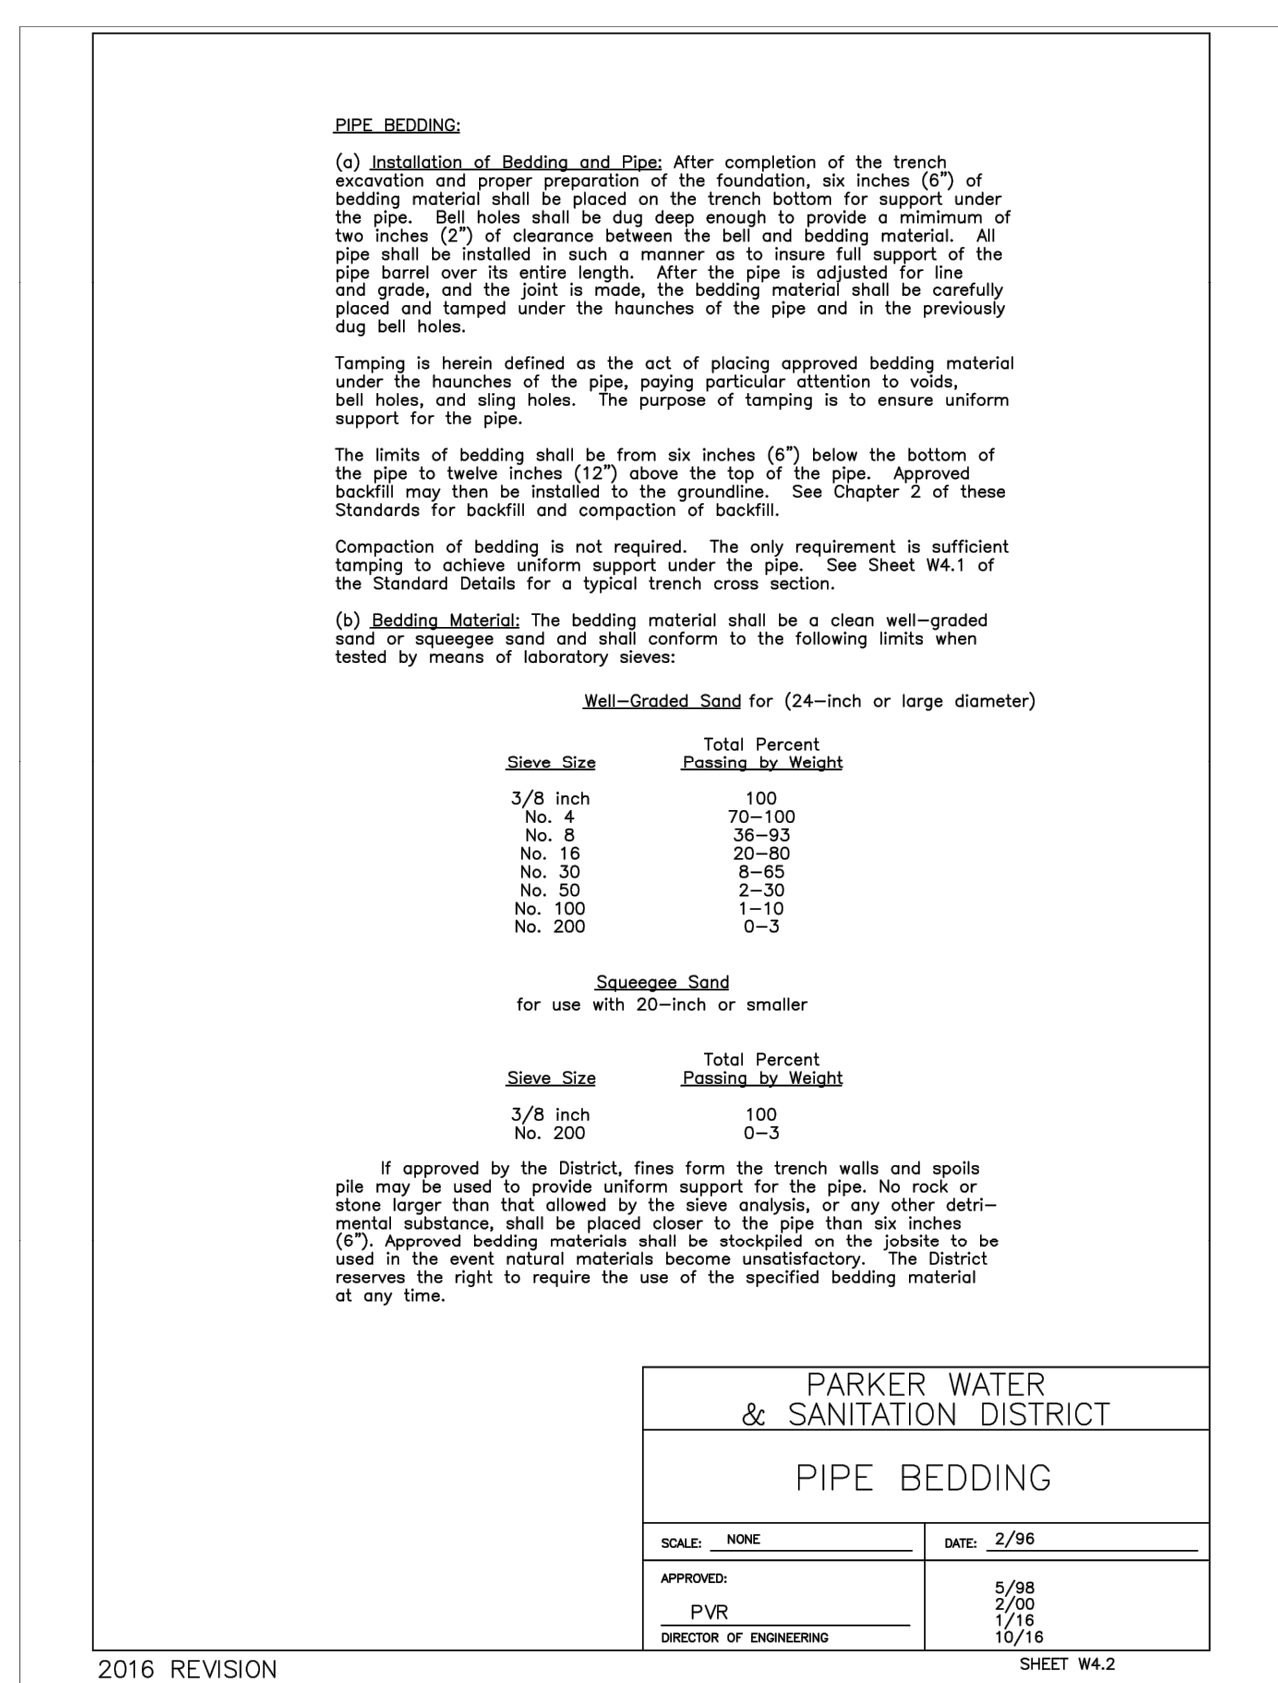 PIPE BEDDING:
(a) Installation of Bedding and Pipe: After completion of the trench
excavation and proper preparation of the foundation, six inches (6") of
bedding material shall be placed on the trench bottom for support under
the pipe. Bell holes shall be dug deep enough to provide a mimimum of
two inches (2") of clearance between the bell and bedding material. All
pipe shall be installed in such a manner as to insure full support of the
pipe barrel over its entire length. After the pipe is adjusted for line
and grade, and the joint is made, the bedding material shall be carefully
placed and tamped under the haunches of the pipe and in the previously
dug bell holes.
Tamping is herein defined as the act of placing approved bedding material
under the haunches of the pipe, paying particular attention to voids,
bell holes, and sling holes. The purpose of tamping is to ensure uniform
support for the pipe.
The limits of bedding shall be from six inches (6") below the bottom of
the pipe to twelve inches (12") above the top of the pipe. Approved
backfill may then be installed to the groundline. See Chapter 2 of these
Standards for backfill and compaction of backfill.
Compaction of bedding is not required. The only requirement is sufficient
tamping to achieve uniform support under the pipe. See Sheet W4.1 of
the Standard Details for a typical trench cross section.
(b) Bedding Material: The bedding material shall be a clean well-graded
sand or squeegee sand and shall conform to the following limits when
tested by means of laboratory sieves:
Well-Graded Sand for (24-inch or large diameter)
Total Percent
Sieve Size Passing by Weight
3/8 inch 100
No. 4 70-100
No. 8 36-93
No. 16 20-80
No. 30 8-65
No. 50 2-30
No. 100 1-10
No. 200 0-3
Squeegee Sand
for use with 20-inch or smaller
Total Percent
Sieve Size Passing by Weight
3/8 inch 100
No. 200 0-3
If approved by the District, fines form the trench walls and spoils
pile may be used to provide uniform support for the pipe. No rock or
stone larger than that allowed by the sieve analysis, or any other detri-
mental substance, shall be placed closer to the pipe than six inches
(6"). Approved bedding materials shall be stockpiled on the jobsite to be
used in the event natural materials become unsatisfactory. The District
reserves the right to require the use of the specified bedding material
at any time.
PARKER WATER
& SANITATION DISTRICT
PIPE BEDDING
SCALE: NONE
DATE: 2/96
APPROVED:
PVR
DIRECTOR OF ENGINEERING
5/98
2/00
1/16
10/16
2016 REVISION
SHEET W4.2